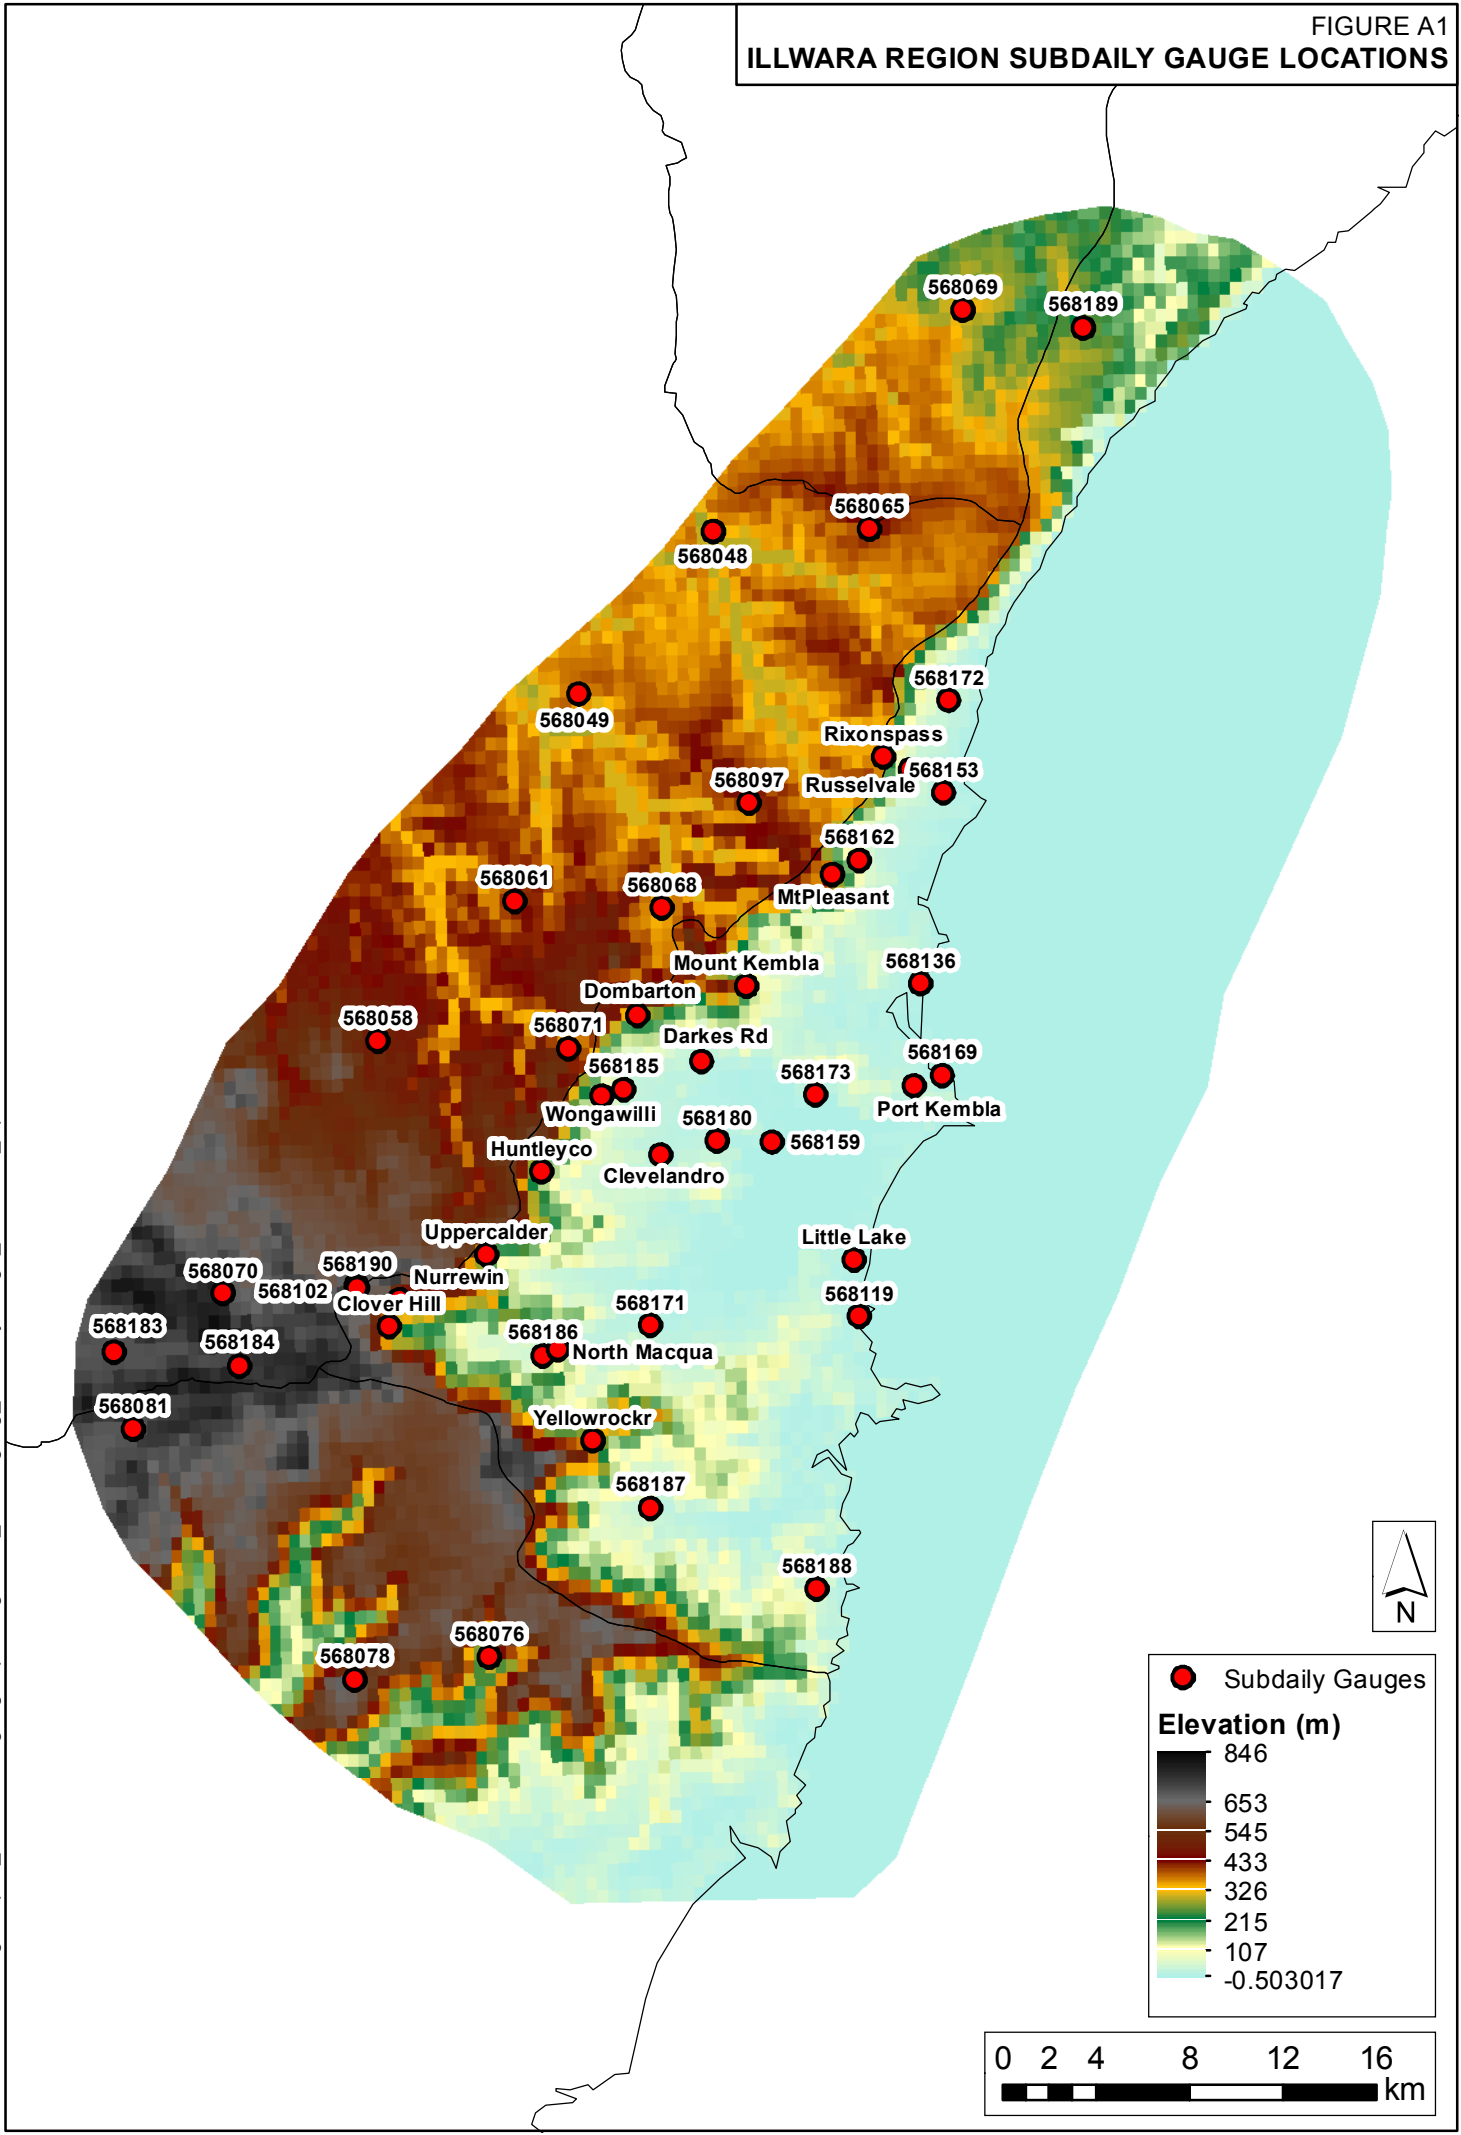 FIGURE A1
ILLWARA REGION SUBDAILY GAUGE LOCATIONS
568069
568189
568065
568048
568172
568049
Rixonspass
568153
568097
Russelvale
568162
568061
568068
MtPleasant
568136
Mount Kembla
Dombarton
568058
568071
Darkes Rd
568169
568185
568173
Port Kembla
Wongawilli
568180
568159
Huntleyco
Clevelandro
Uppercalder
Little Lake
568190
568070
568102
Nurrewin
Clover Hill
568171
568119
568183
568186
568184
North Macqua
568081
Yellowrockr
568187
568188
568076
568078
N
Subdaily Gauges
Elevation (m)
846
653
545
433
326
215
107
-0.503017
0 2 4 8 12 16
km